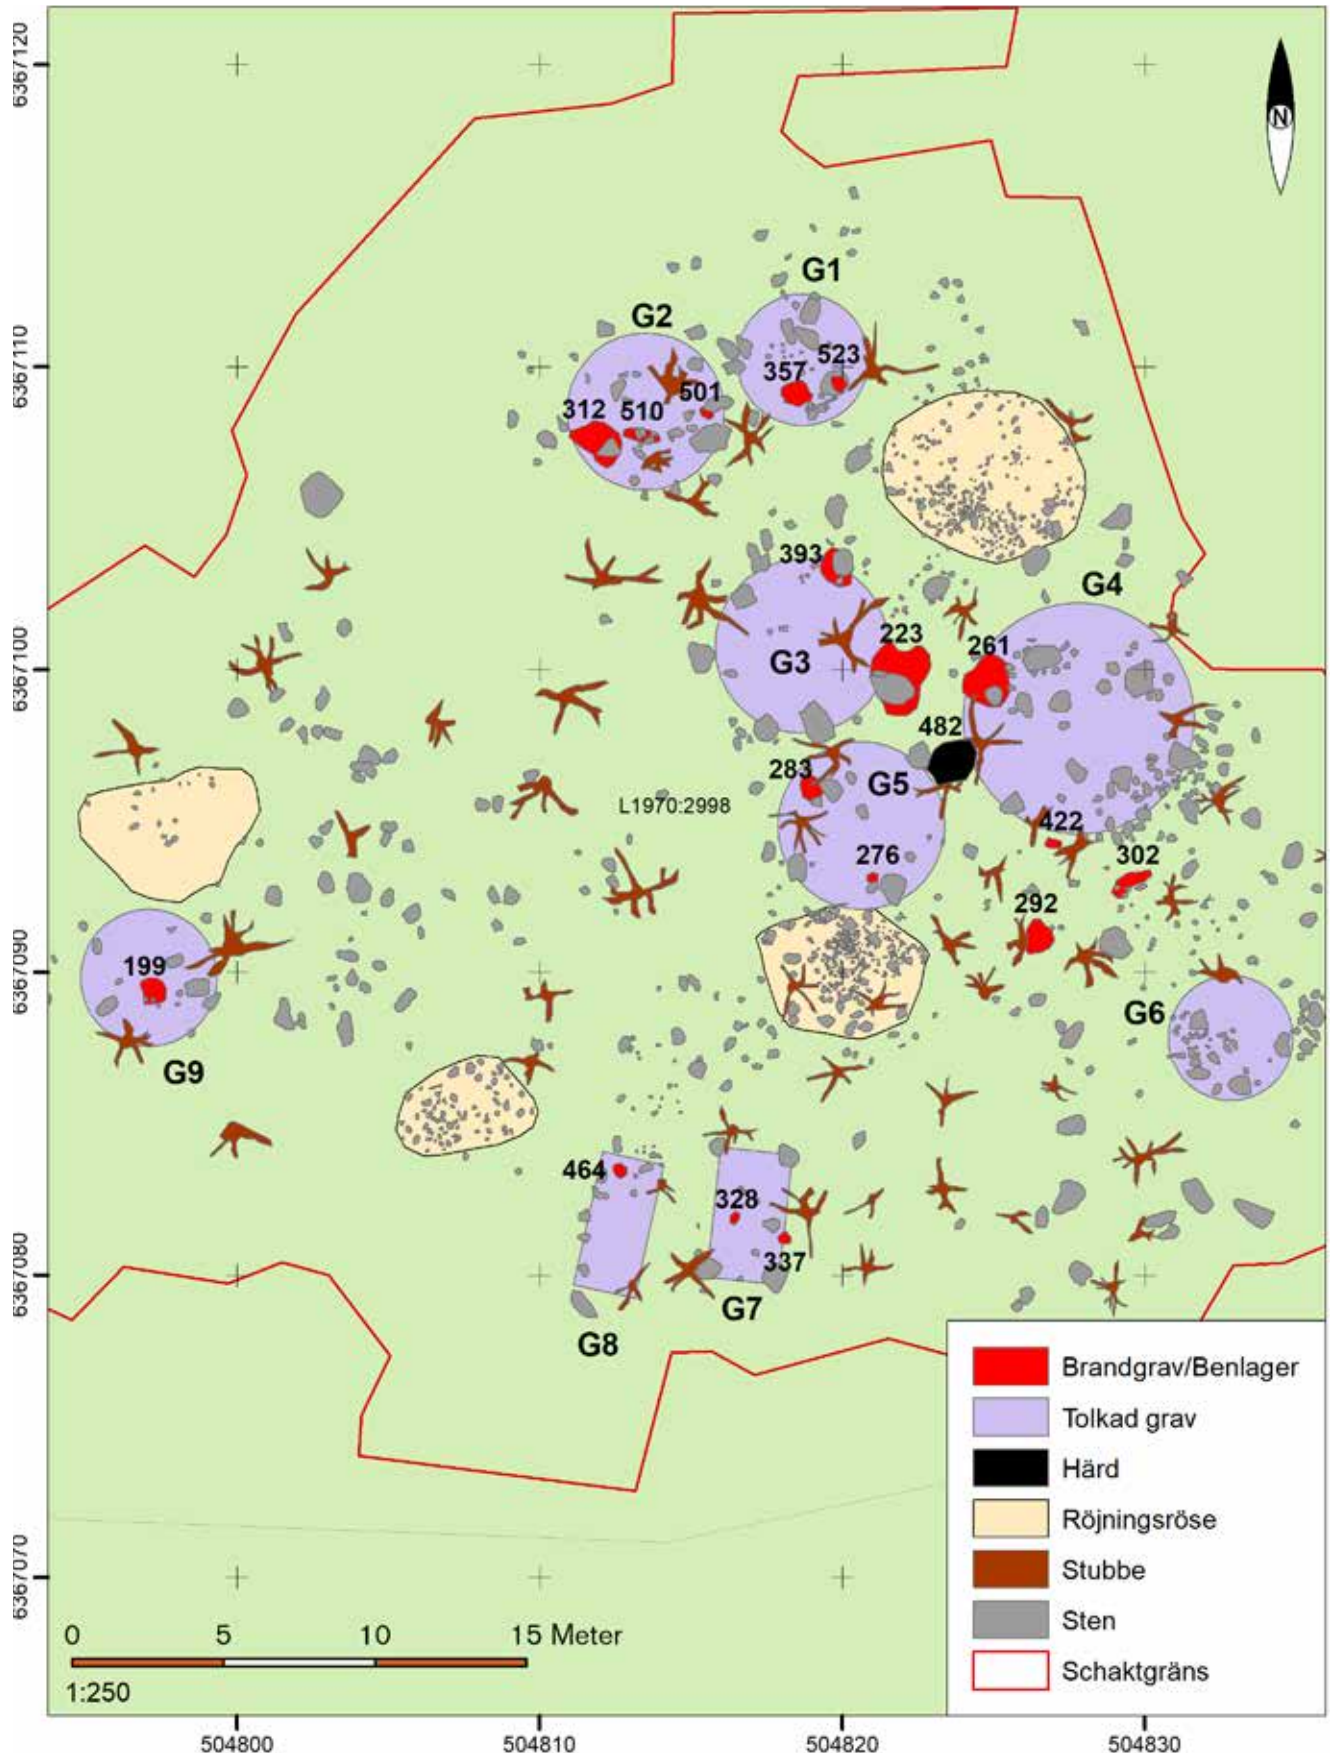 6367120
N
G1
G2
6367110
523
357
501
312
510
393
G4
223
261
6367100
G3
482
283
G5
L1970:2998
422
276
302
292
6367090
199
G6
G9
464
328
337
6367080
G7
G8
Brandgrav/Benlager
Tolkad grav
Härd
Röjningsröse
6367070
Stubbe
Sten
0 5 10 15 Meter
Schaktgräns
1:250
504800 504810 504820 504830